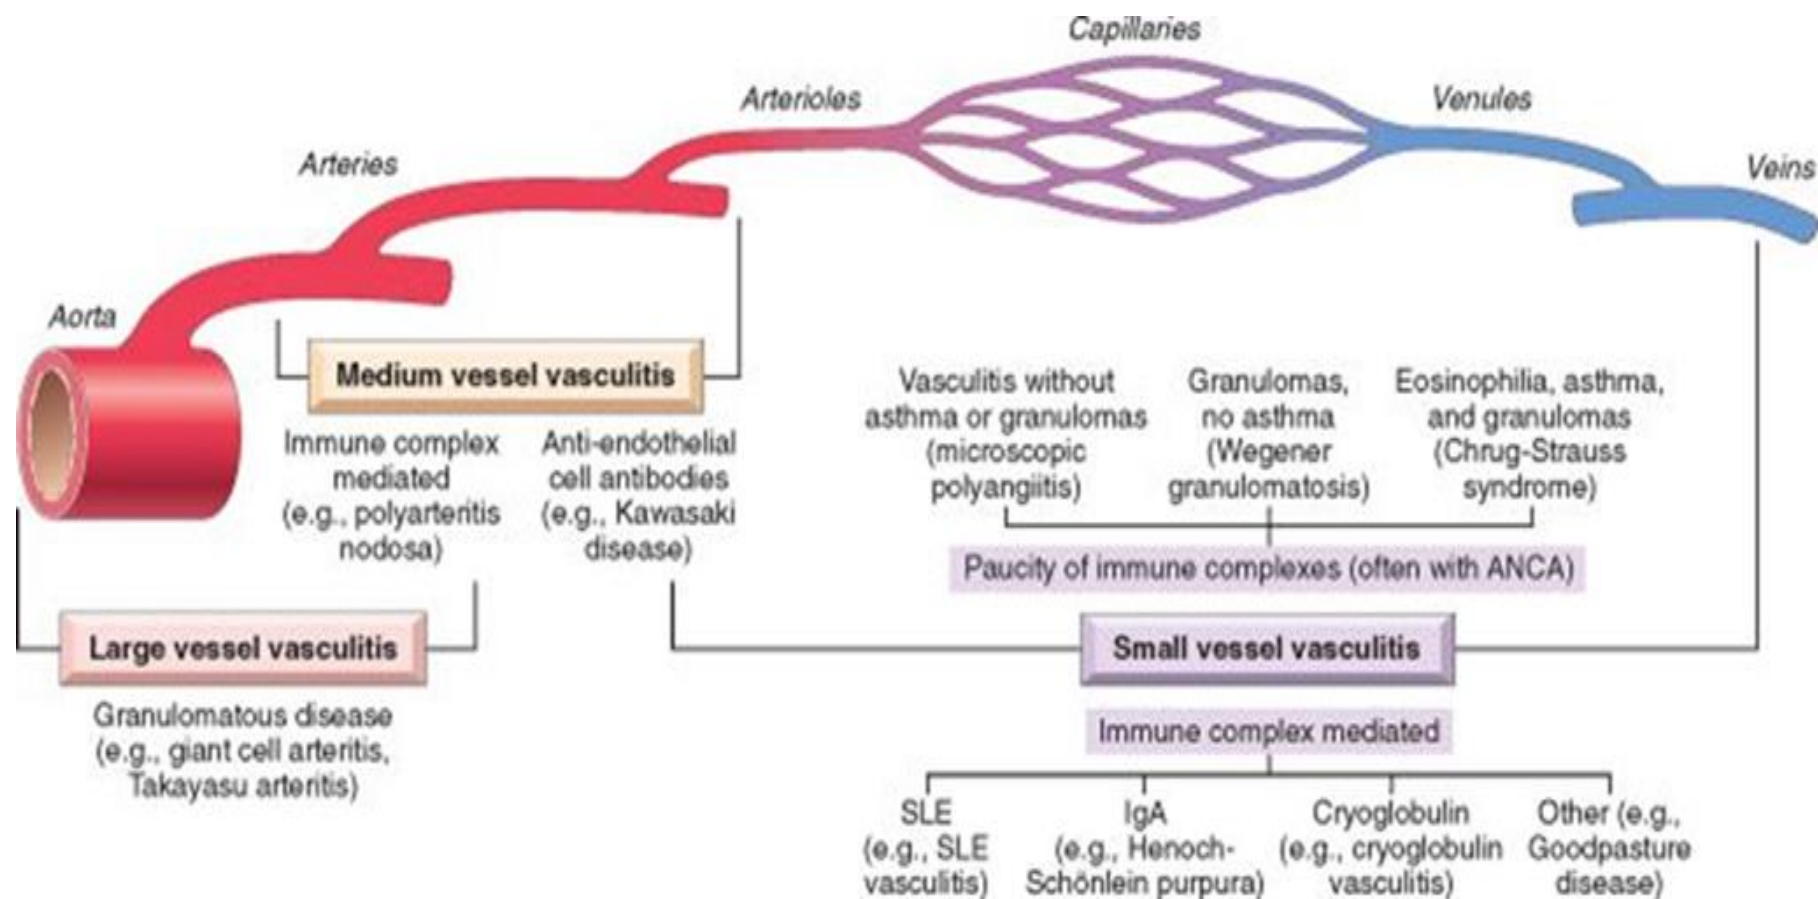 Capillaries
Arterioles
Venules
Arteries
Veins
Aorta
Medium vessel vasculitis
Immune complex
mediated
(e.g., polyarteritis
nodosa)
Anti-endothelial
cell antibodies
(e.g., Kawasaki
disease)
Vasculitis without
asthma or granulomas
(microscopic
polyangiitis)
Granulomas,
no asthma
(Wegener
granulomatosis)
Eosinophilia, asthma,
and granulomas
(Chrug-Strauss
syndrome)
Paucity of immune complexes (often with ANCA)
Large vessel vasculitis
Granulomatous disease
(e.g., giant cell arteritis,
Takayasu arteritis)
Small vessel vasculitis
Immune complex mediated
SLE
(e.g., SLE
vasculitis)
IgA
(e.g., Henoch-
Schönlein purpura)
Cryoglobulin
(e.g., cryoglobulin
vasculitis)
Other (e.g.,
Goodpasture
disease)